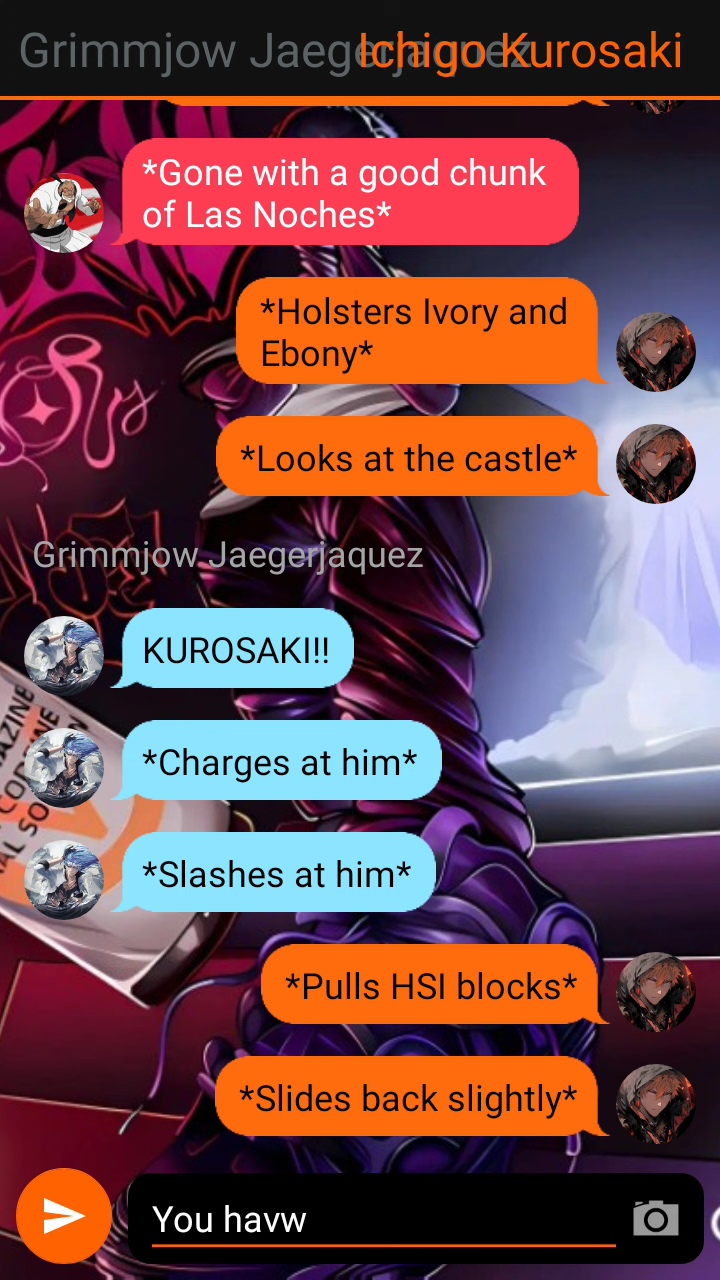 Grimmjow Jaegerjaquez
Ichigo Kurosaki
*Gone with a good chunk
of Las Noches*
*Holsters Ivory and
Ebony*
*Looks at the castle*
Grimmjow Jaegerjaquez
KUROSAKI!!
*Charges at him*
*Slashes at him*
*Pulls HSI blocks*
*Slides back slightly*
You havw